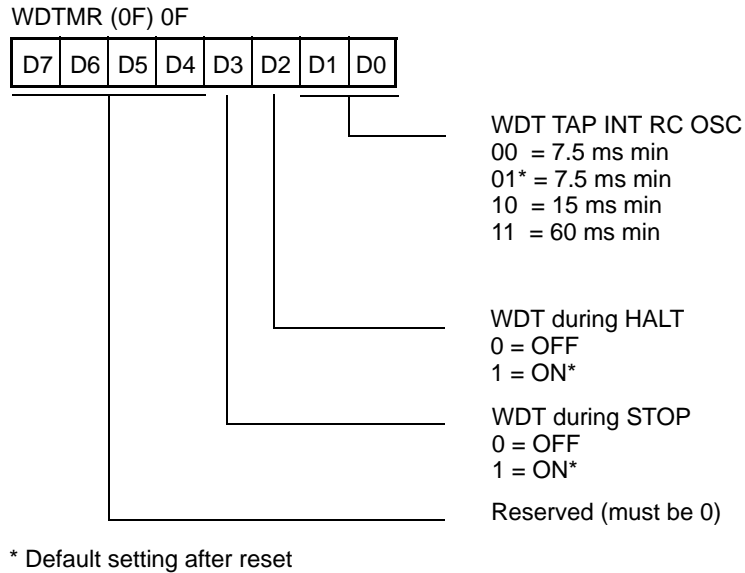 WDTMR (0F) 0F
D7 D6 D5 D4 D3 D2 D1 D0
WDT TAP INT RC OSC
00 = 7.5 ms min
01* = 7.5 ms min
10 = 15 ms min
11 = 60 ms min
WDT during HALT
0 = OFF
1 = ON*
WDT during STOP
0 = OFF
1 = ON*
Reserved (must be 0)
* Default setting after reset